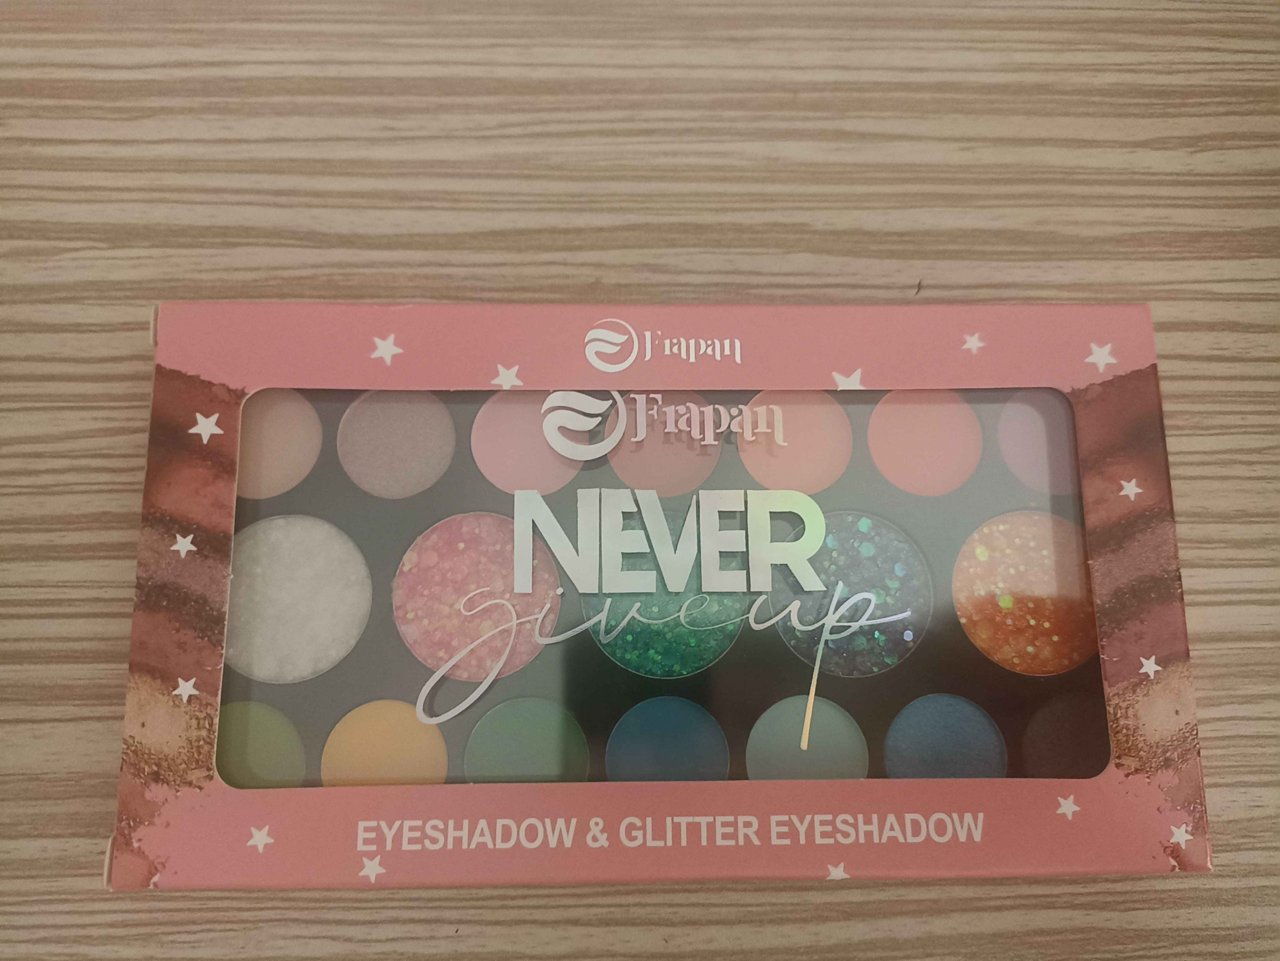 Frapan
Frapan
NEVER
give up
EYESHADOW & GLITTER EYESHADOW